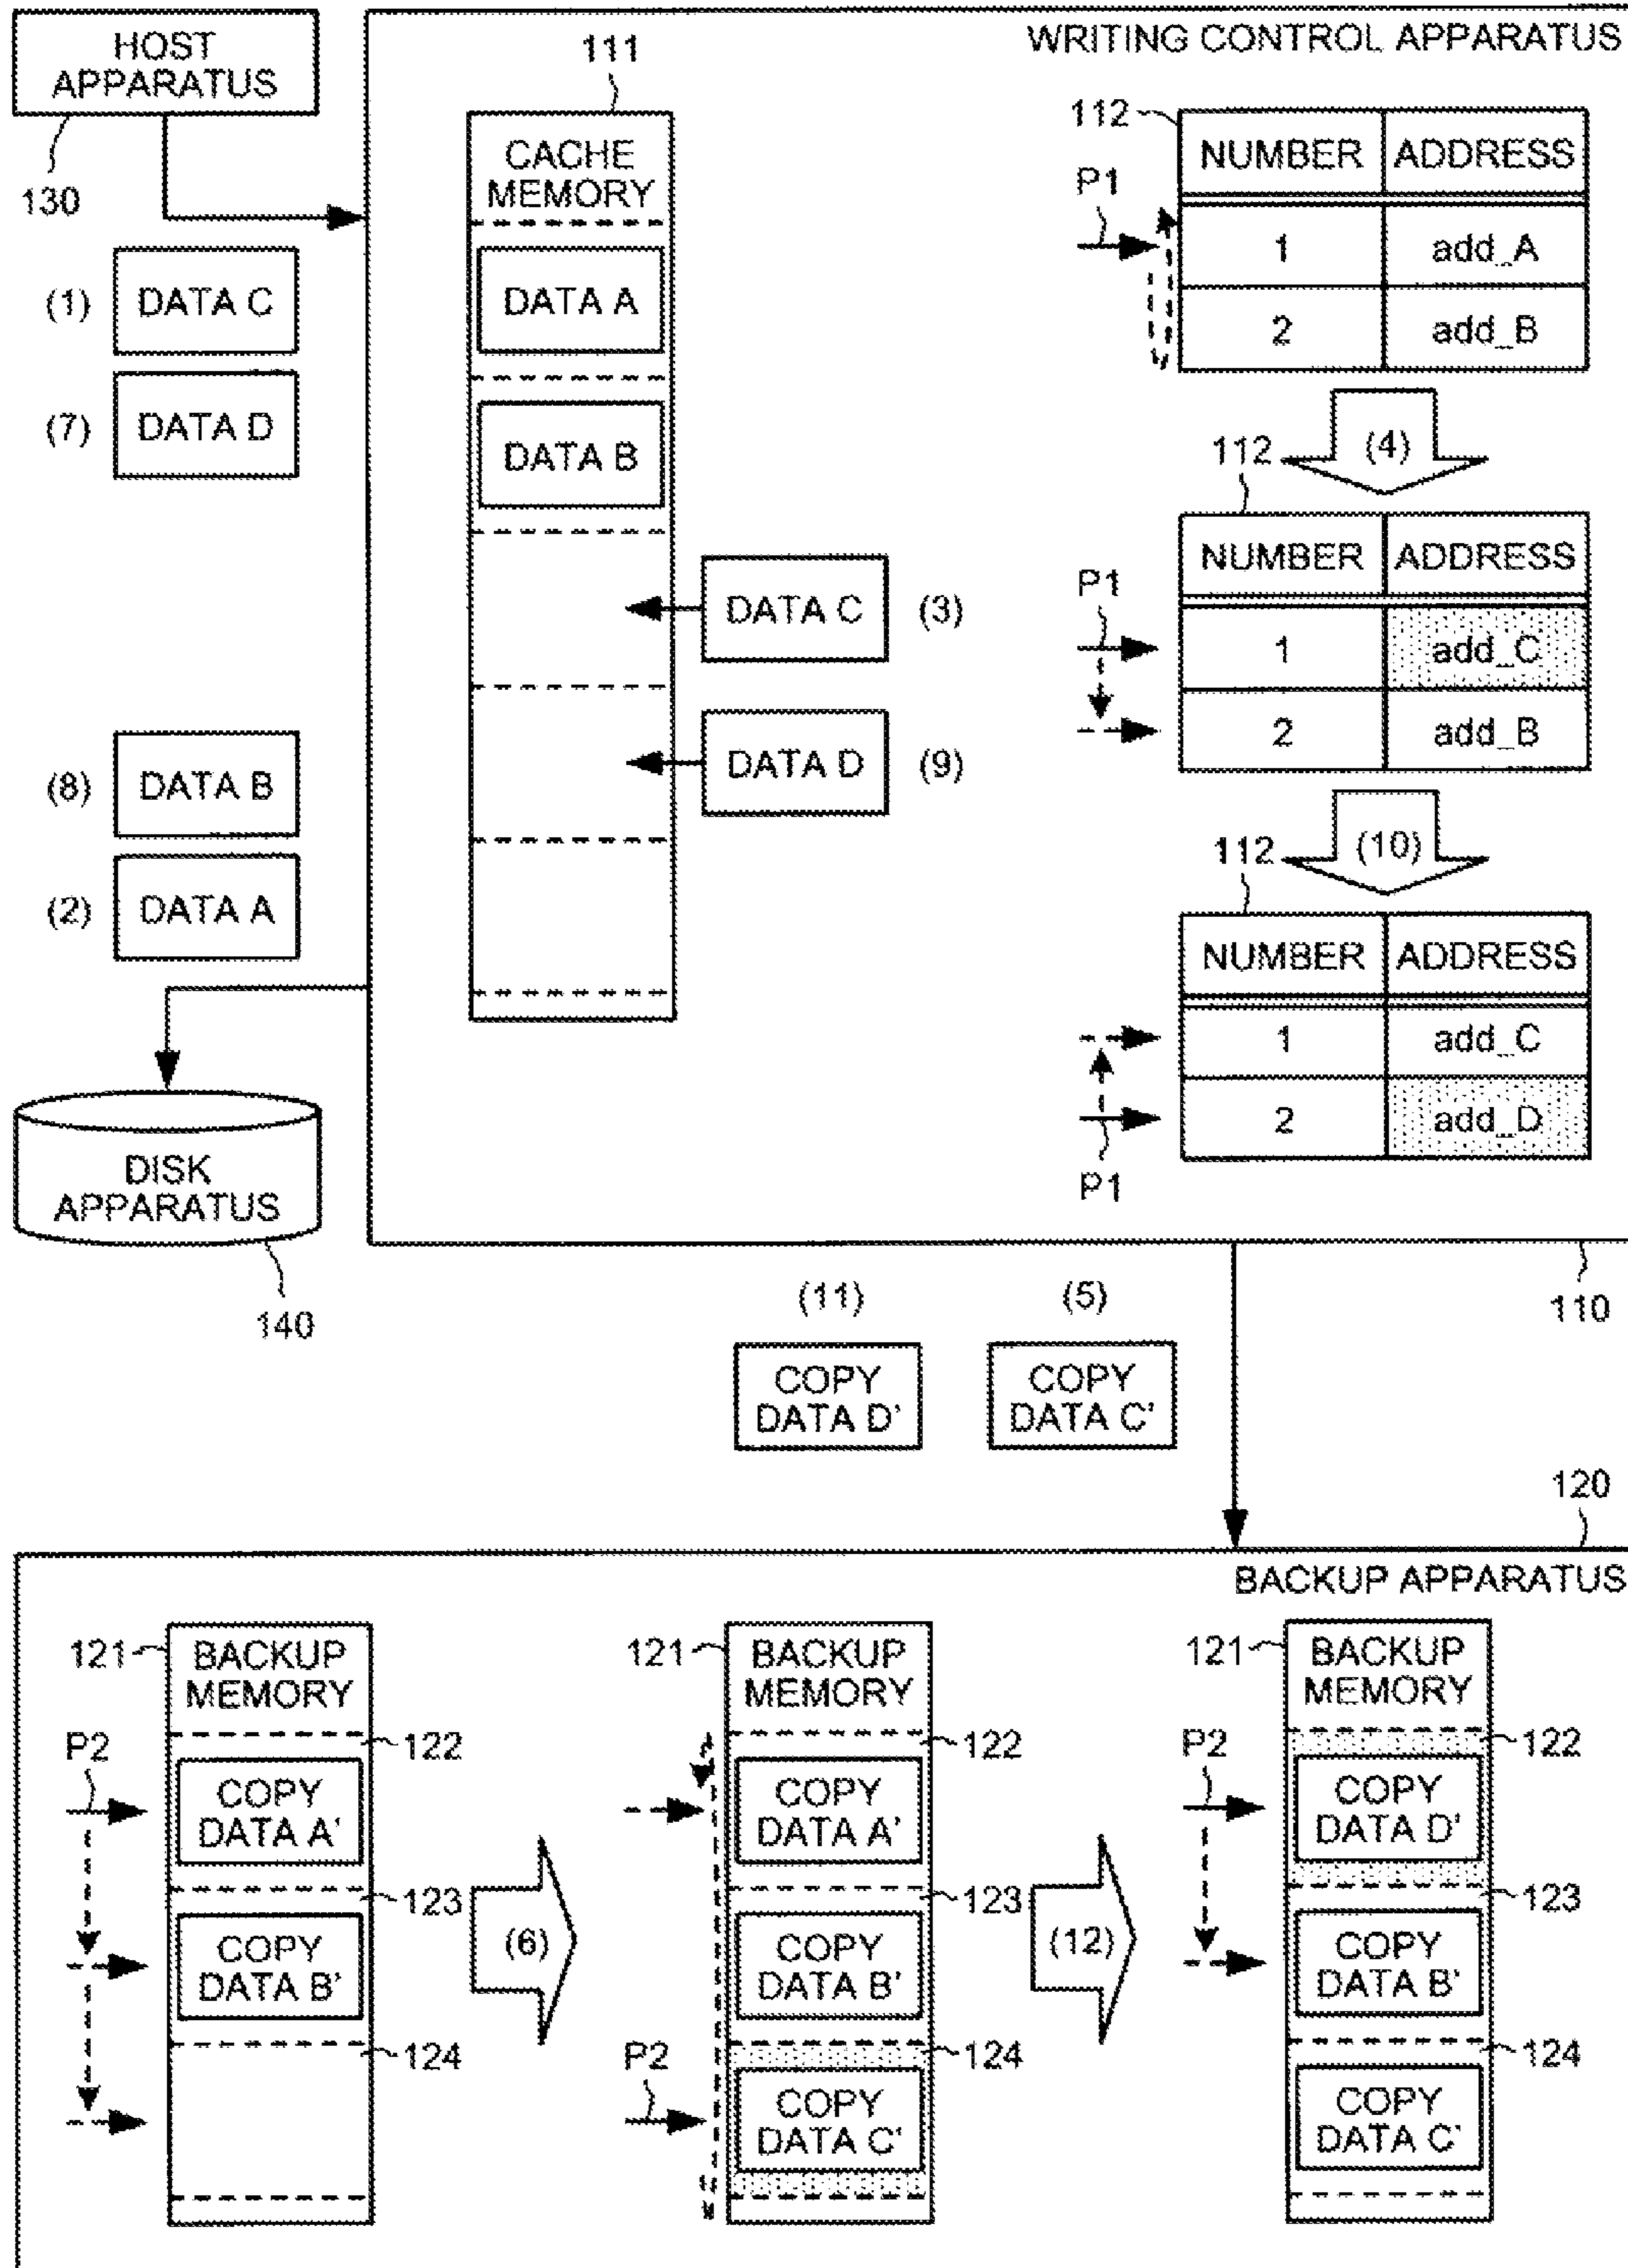 HOST
APPARATUS
130
WRITING CONTROL APPARATUS
111
CACHE
MEMORY
DATA A
DATA B
(1) DATA C
(7) DATA D
(8) DATA B
(2) DATA A
DATA C (3)
DATA D (9)
112
P1
NUMBER ADDRESS
1 add_A
2 add_B
(4)
112
P1
NUMBER ADDRESS
1 add_C
2 add_B
(10)
112
NUMBER ADDRESS
1 add_C
2 add_D
P1
DISK
APPARATUS
140
110
(11) (5)
COPY
DATA D'
COPY
DATA C'
120
BACKUP APPARATUS
121
BACKUP
MEMORY
P2
122
COPY
DATA A'
123
COPY
DATA B'
124
(6)
121
BACKUP
MEMORY
122
COPY
DATA A'
123
COPY
DATA B'
124
P2
COPY
DATA C'
(12)
121
BACKUP
MEMORY
P2
122
COPY
DATA D'
123
COPY
DATA B'
124
COPY
DATA C'